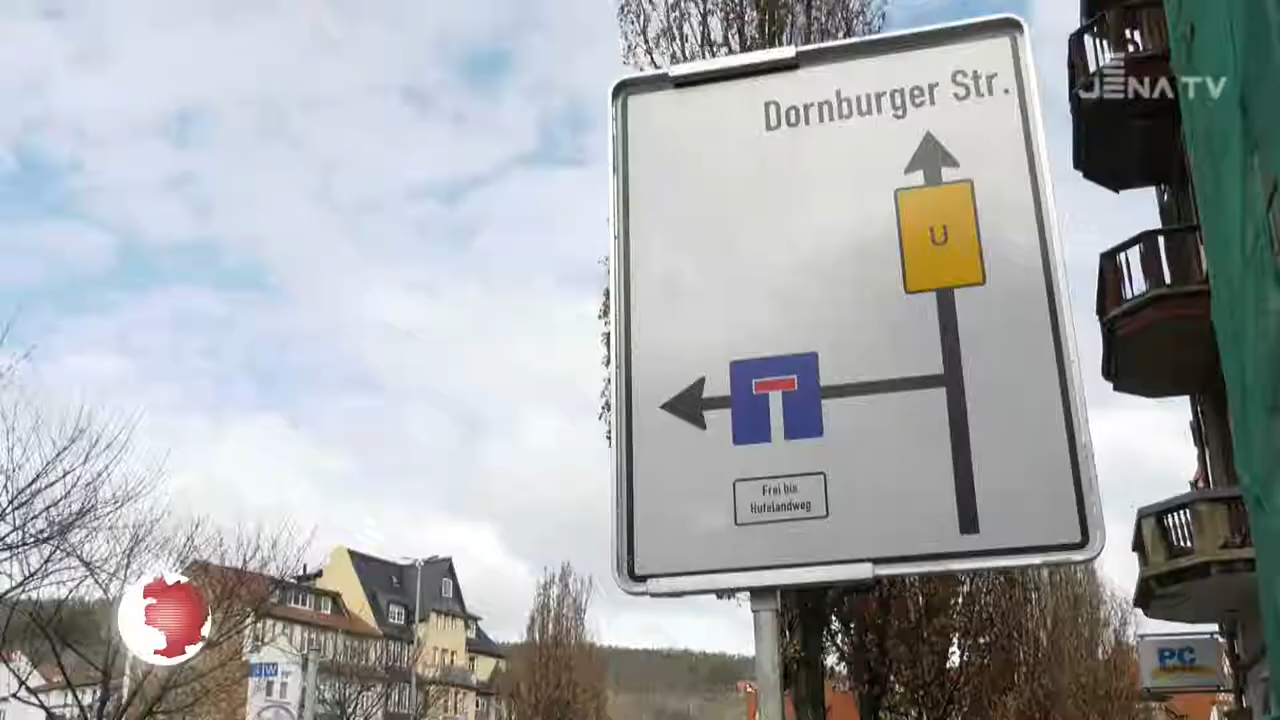 JENA TV
Dornburger Str.
U
Frei bis
Hufelandweg
PC